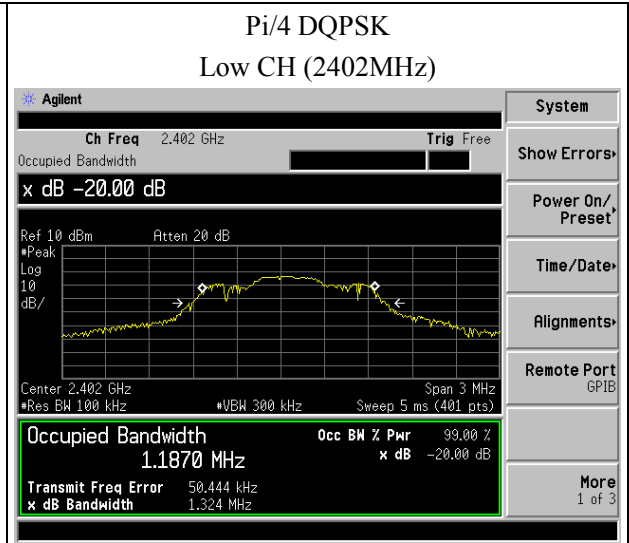 Pi/4 DQPSK
Low CH (2402MHz)
Agilent
System
Ch Freq 2.402 GHz Trig Free
Occupied Bandwidth
Show Errors
x dB -20.00 dB
Power On/
Preset
Ref 10 dBm Atten 20 dB
#Peak
Log
10
dB/
Time/Date
Alignments
Center 2.402 GHz Span 3 MHz
#Res BW 100 kHz #VBW 300 kHz Sweep 5 ms (401 pts)
Remote Port
GPIB
Occupied Bandwidth Occ BW % Pwr 99.00 %
1.1870 MHz x dB -20.00 dB
Transmit Freq Error 50.444 kHz
x dB Bandwidth 1.324 MHz
More
1 of 3